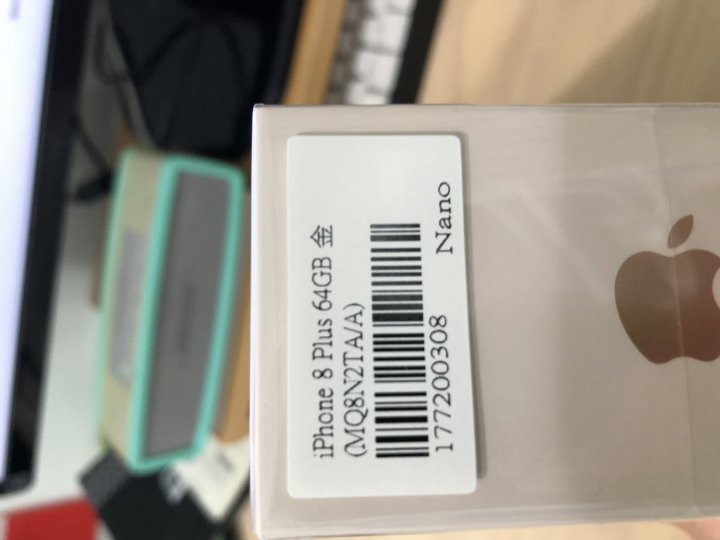 iPhone 8 Plus 64GB 金
(MQ8N2TA/A)
177200308 Nano